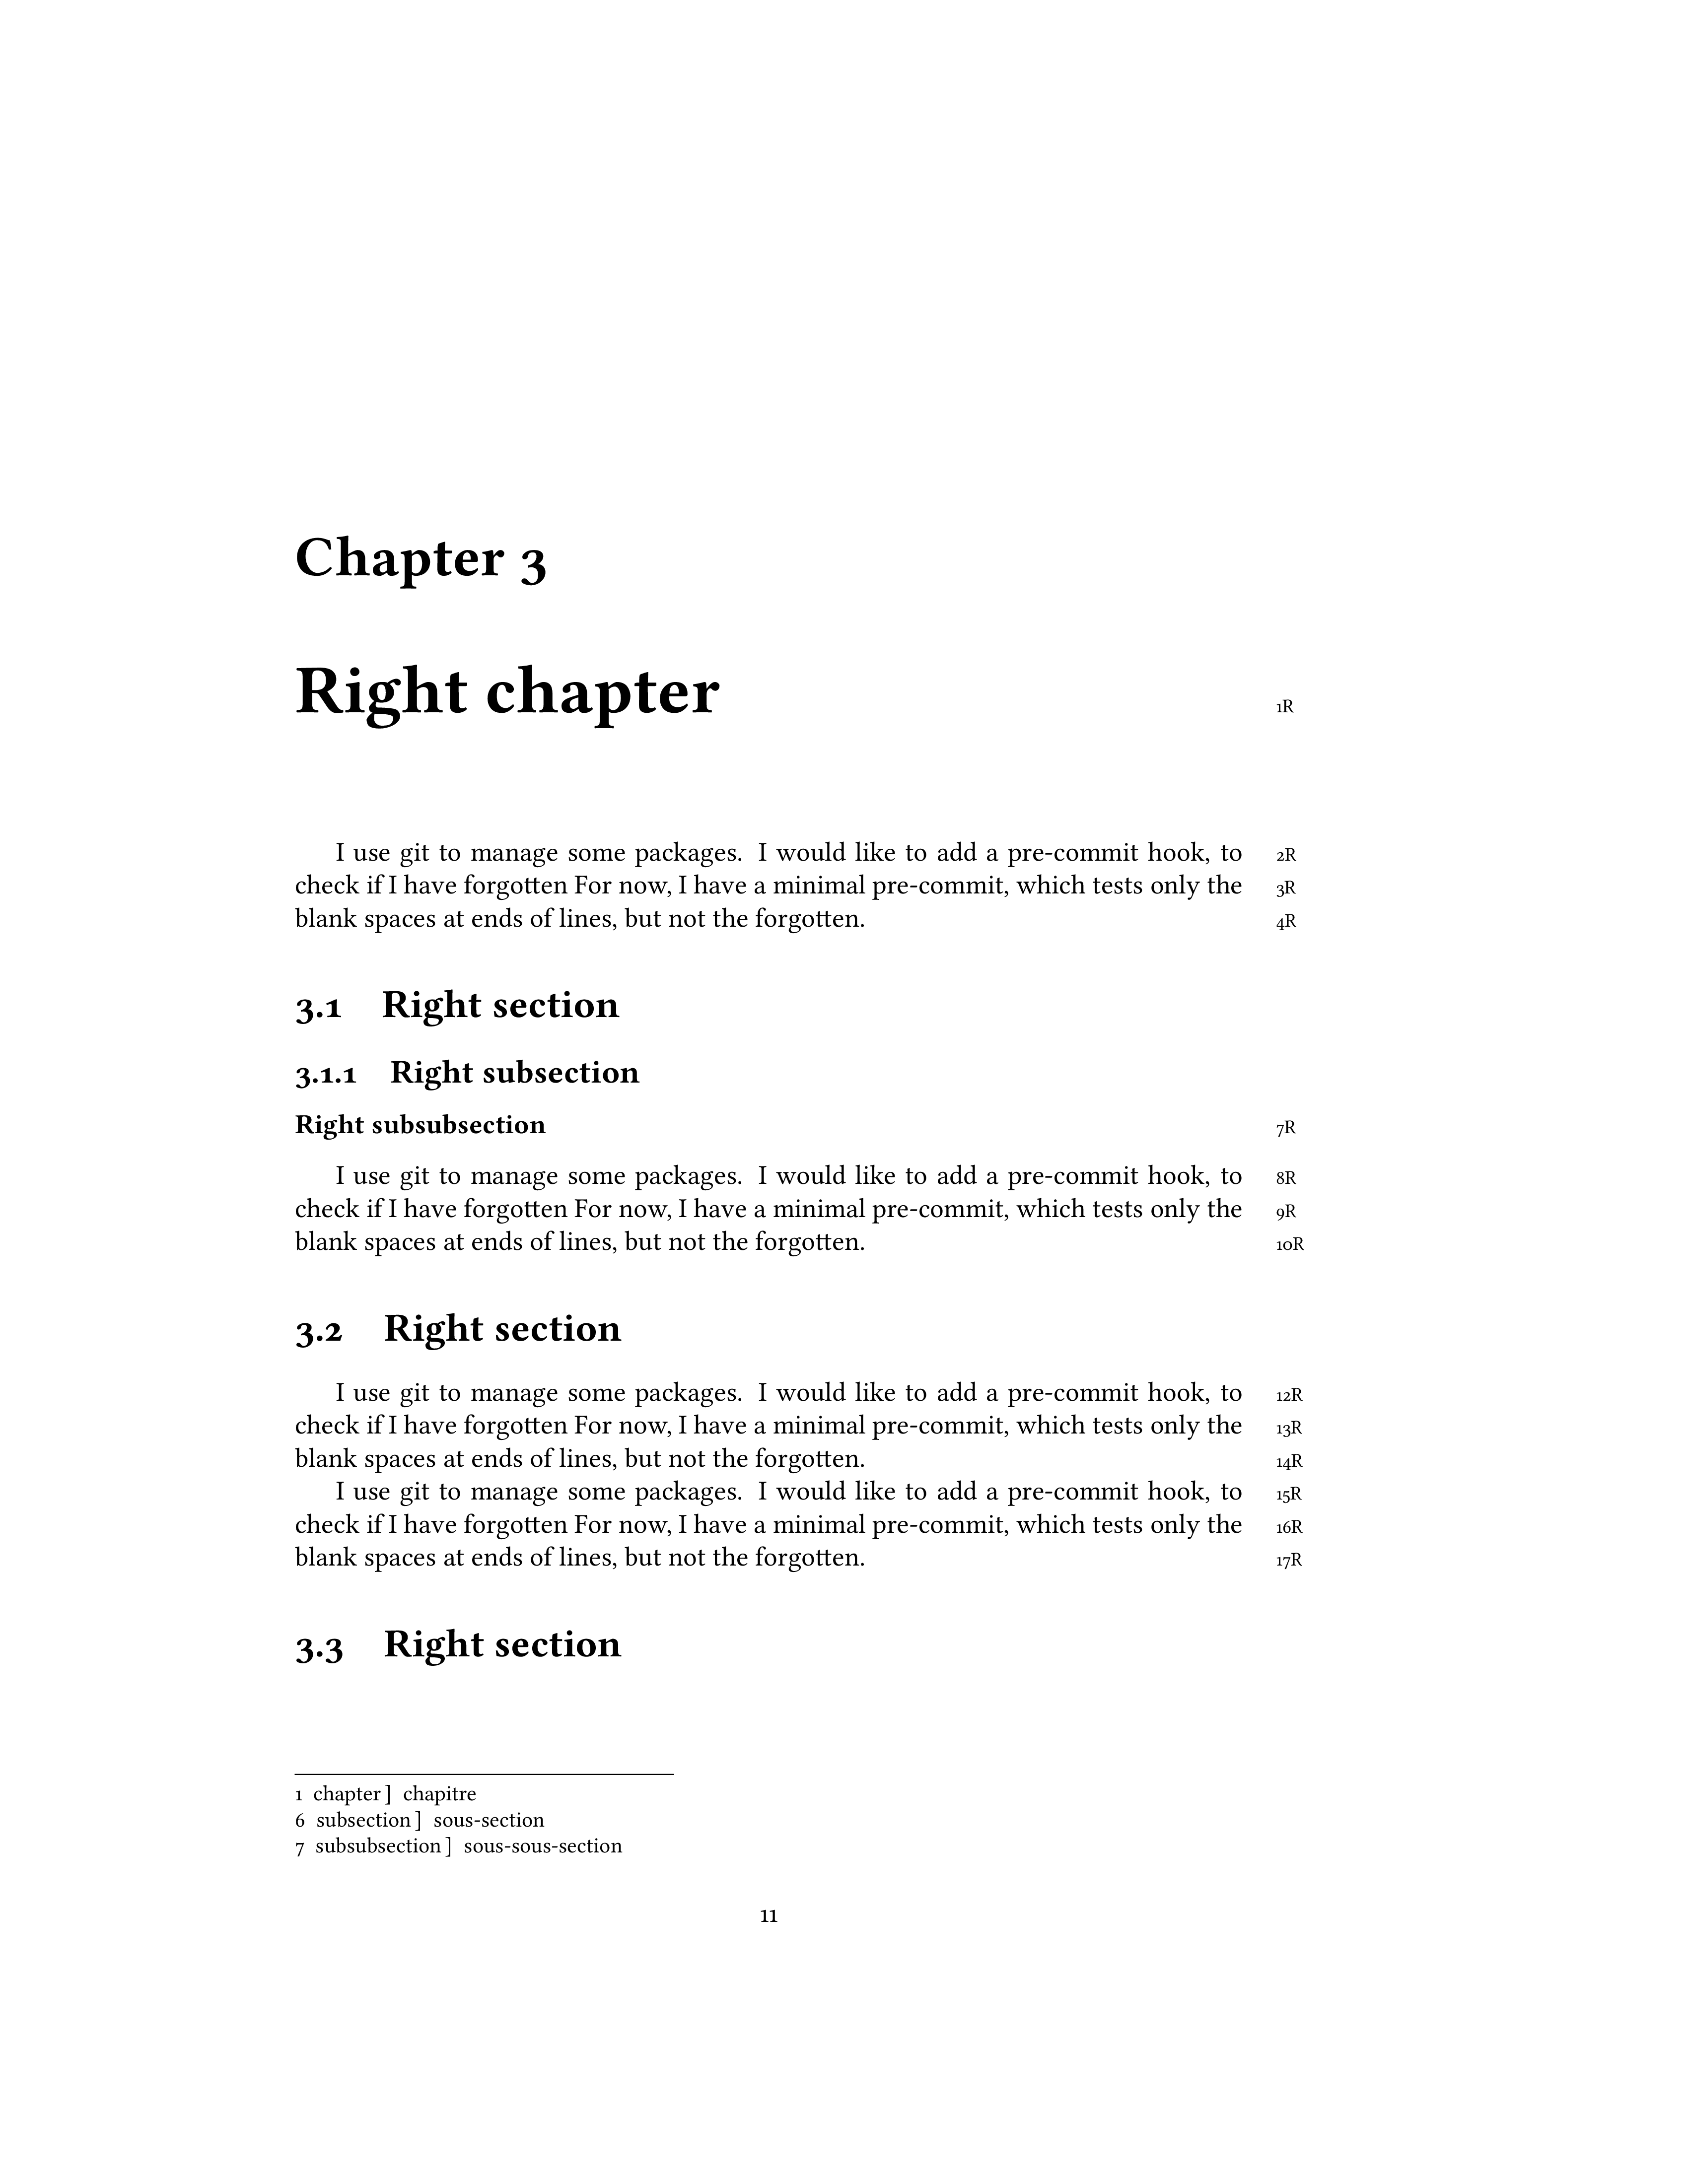 Chapter 3
Right chapter 1R
I use git to manage some packages. I would like to add a pre-commit hook, to 2R
check if I have forgotten For now, I have a minimal pre-commit, which tests only the 3R
blank spaces at ends of lines, but not the forgotten. 4R
3.1 Right section
3.1.1 Right subsection
Right subsubsection 7R
I use git to manage some packages. I would like to add a pre-commit hook, to 8R
check if I have forgotten For now, I have a minimal pre-commit, which tests only the 9R
blank spaces at ends of lines, but not the forgotten. 10R
3.2 Right section
I use git to manage some packages. I would like to add a pre-commit hook, to 12R
check if I have forgotten For now, I have a minimal pre-commit, which tests only the 13R
blank spaces at ends of lines, but not the forgotten. 14R
I use git to manage some packages. I would like to add a pre-commit hook, to 15R
check if I have forgotten For now, I have a minimal pre-commit, which tests only the 16R
blank spaces at ends of lines, but not the forgotten. 17R
3.3 Right section
1 chapter] chapitre
6 subsection] sous-section
7 subsubsection] sous-sous-section
11